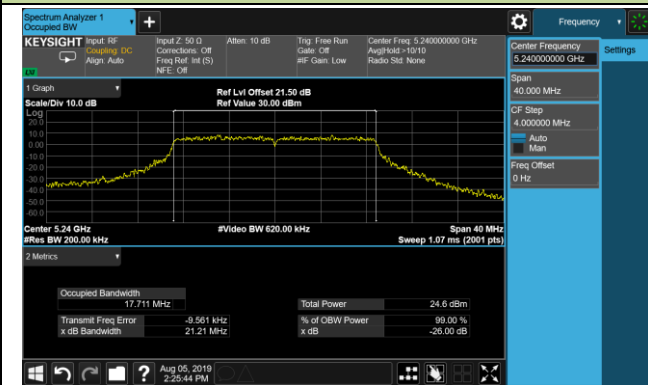 Spectrum Analyzer 1
Occupied BW
+
Frequency
KEYSIGHT
Input: RF
Coupling: DC
Align: Auto
Input Z: 50 Ω
Corrections: Off
Freq Ref: Int (S)
NFE: Off
Atten: 10 dB
Trig: Free Run
Gate: Off
#IF Gain: Low
Center Freq: 5.240000000 GHz
Avg|Hold:>10/10
Radio Std: None
Center Frequency
5.240000000 GHz
Settings
Span
40.000 MHz
CF Step
4.000000 MHz
Auto
Man
Freq Offset
0 Hz
1 Graph
Scale/Div 10.0 dB
Ref Lvl Offset 21.50 dB
Ref Value 30.00 dBm
Log
20.0
10.0
0.00
-10.0
-20.0
-30.0
-40.0
-50.0
-60.0
Center 5.24 GHz
#Res BW 200.00 kHz
#Video BW 620.00 kHz
Span 40 MHz
Sweep 1.07 ms (2001 pts)
2 Metrics
Occupied Bandwidth
17.711 MHz
Total Power 24.6 dBm
Transmit Freq Error -9.561 kHz
% of OBW Power 99.00 %
x dB Bandwidth 21.21 MHz
x dB -26.00 dB
?
Aug 05, 2019
2:25:44 PM